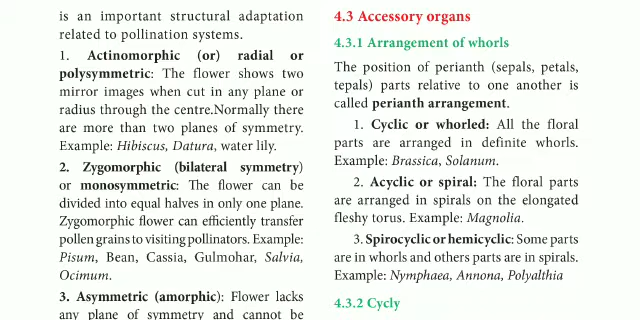 is an important structural adaptation
related to pollination systems.
1. Actinomorphic (or) radial or
polysymmetric: The flower shows two
mirror images when cut in any plane or
radius through the centre.Normally there
are more than two planes of symmetry.
Example: Hibiscus, Datura, water lily.
2. Zygomorphic (bilateral symmetry)
or monosymmetric: The flower can be
divided into equal halves in only one plane.
Zygomorphic flower can efficiently transfer
pollen grains to visiting pollinators. Example:
Pisum, Bean, Cassia, Gulmohar, Salvia,
Ocimum.
3. Asymmetric (amorphic): Flower lacks
any plane of symmetry and cannot be
4.3 Accessory organs
4.3.1 Arrangement of whorls
The position of perianth (sepals, petals,
tepals) parts relative to one another is
called perianth arrangement.
1. Cyclic or whorled: All the floral
parts are arranged in definite whorls.
Example: Brassica, Solanum.
2. Acyclic or spiral: The floral parts
are arranged in spirals on the elongated
fleshy torus. Example: Magnolia.
3. Spirocyclic or hemicyclic: Some parts
are in whorls and others parts are in spirals.
Example: Nymphaea, Annona, Polyalthia
4.3.2 Cycly